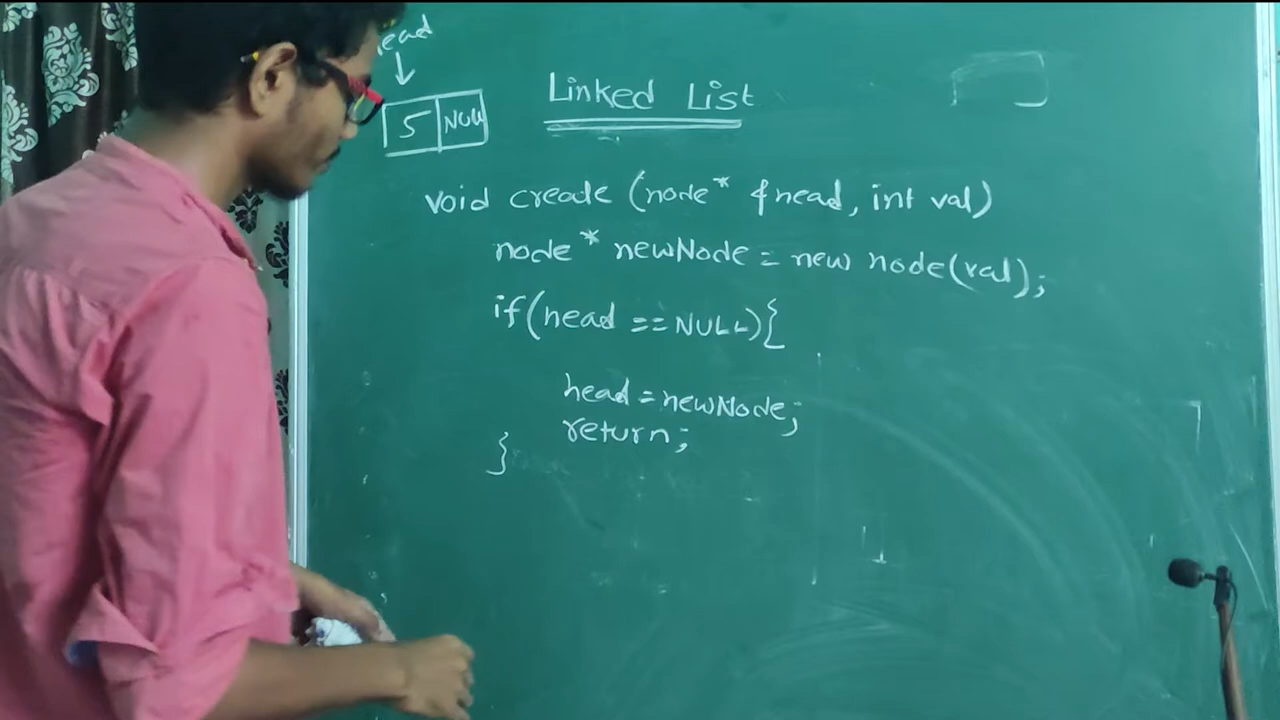 ead
5 NULL
Linked List
void create (node* &head, int val)
node* newNode = new node(val);
if(head == NULL){
head = newNode;
return;
}